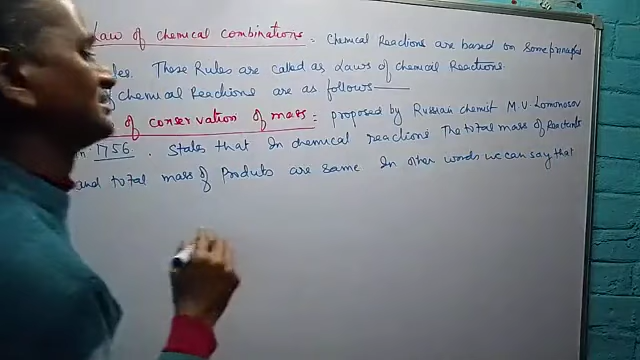 Law of chemical combinations = chemical Reactions are based on some principles
These Rules are called as Laws of chemical Reactions.
of chemical Reactions are as follows
of conservation of mass = proposed by Russian chemist M.V. Lomonosov
in 1756. States that In chemical reactions The total mass of Reactants
and total mass of Produts are same In other words we can say that